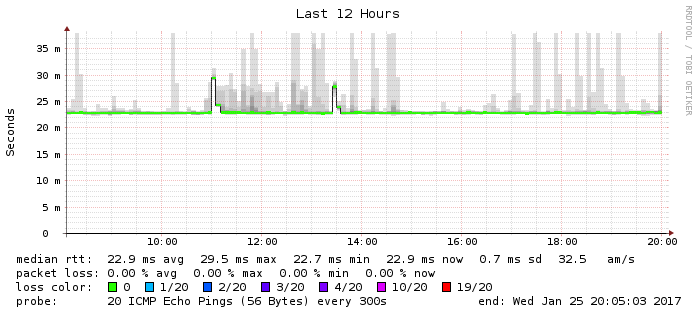 Last 12 Hours
RRDTOOL / TOBI OETIKER
Seconds
35 m
30 m
25 m
20 m
15 m
10 m
5 m
0
10:00 12:00 14:00 16:00 18:00 20:00
median rtt: 22.9 ms avg 29.5 ms max 22.7 ms min 22.9 ms now 0.7 ms sd 32.5 am/s
packet loss: 0.00 % avg 0.00 % max 0.00 % min 0.00 % now
loss color: 0 1/20 2/20 3/20 4/20 10/20 19/20
probe: 20 ICMP Echo Pings (56 Bytes) every 300s end: Wed Jan 25 20:05:03 2017